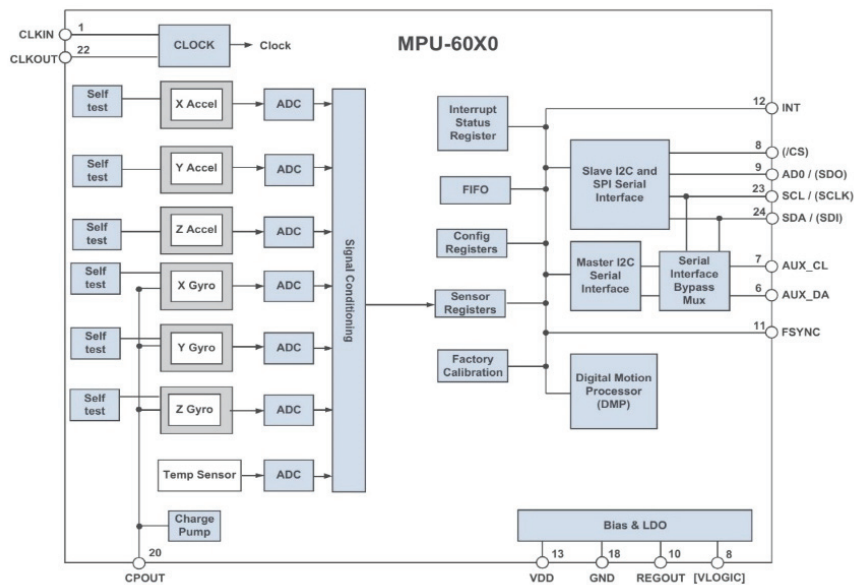 MPU-60X0
CLKIN
1
22
CLKOUT
CLOCK
Clock
Self
test
X Accel
ADC
Self
test
Y Accel
ADC
Self
test
Z Accel
ADC
Self
test
X Gyro
ADC
Self
test
Y Gyro
ADC
Self
test
Z Gyro
ADC
Temp Sensor
ADC
Charge
Pump
20
CPOUT
Signal Conditioning
Interrupt
Status
Register
FIFO
Config
Registers
Sensor
Registers
Factory
Calibration
Slave I2C and
SPI Serial
Interface
Master I2C
Serial
Interface
Serial
Interface
Bypass
Mux
Digital Motion
Processor
(DMP)
12
INT
8
(/CS)
9
AD0 / (SDO)
23
SCL / (SCLK)
24
SDA / (SDI)
7
AUX_CL
6
AUX_DA
11
FSYNC
Bias & LDO
13
18
10
8
VDD
GND
REGOUT
[VLOGIC]